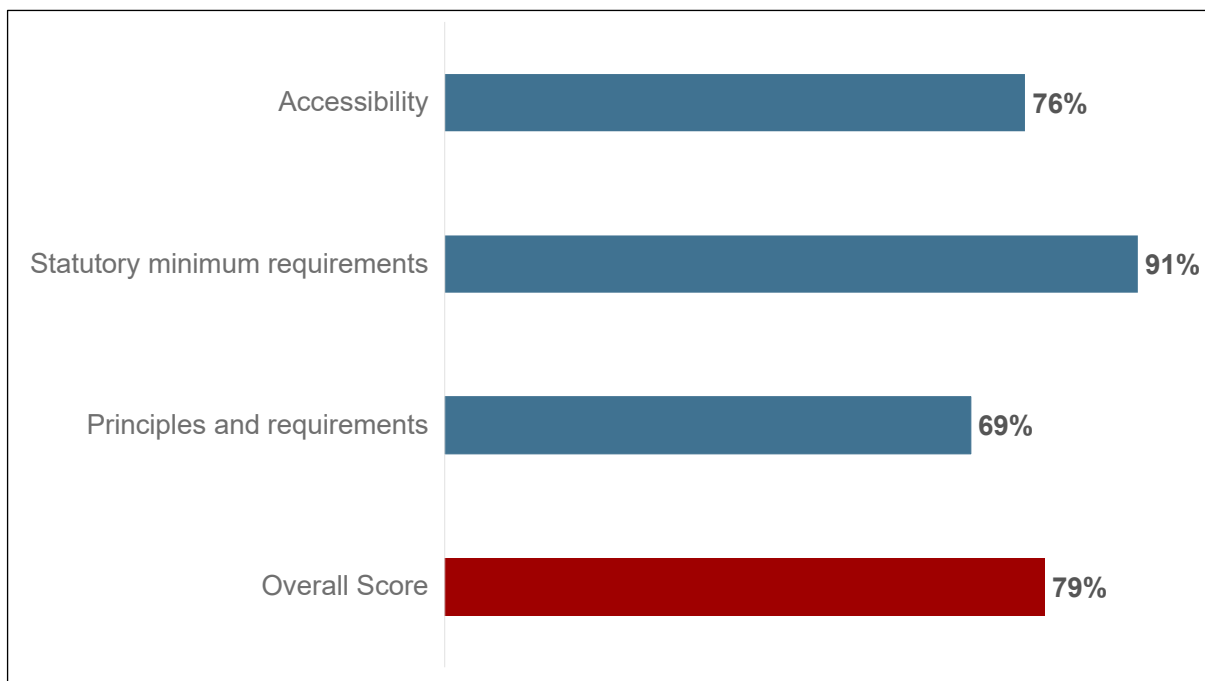 Accessibility 76%
Statutory minimum requirements 91%
Principles and requirements 69%
Overall Score 79%